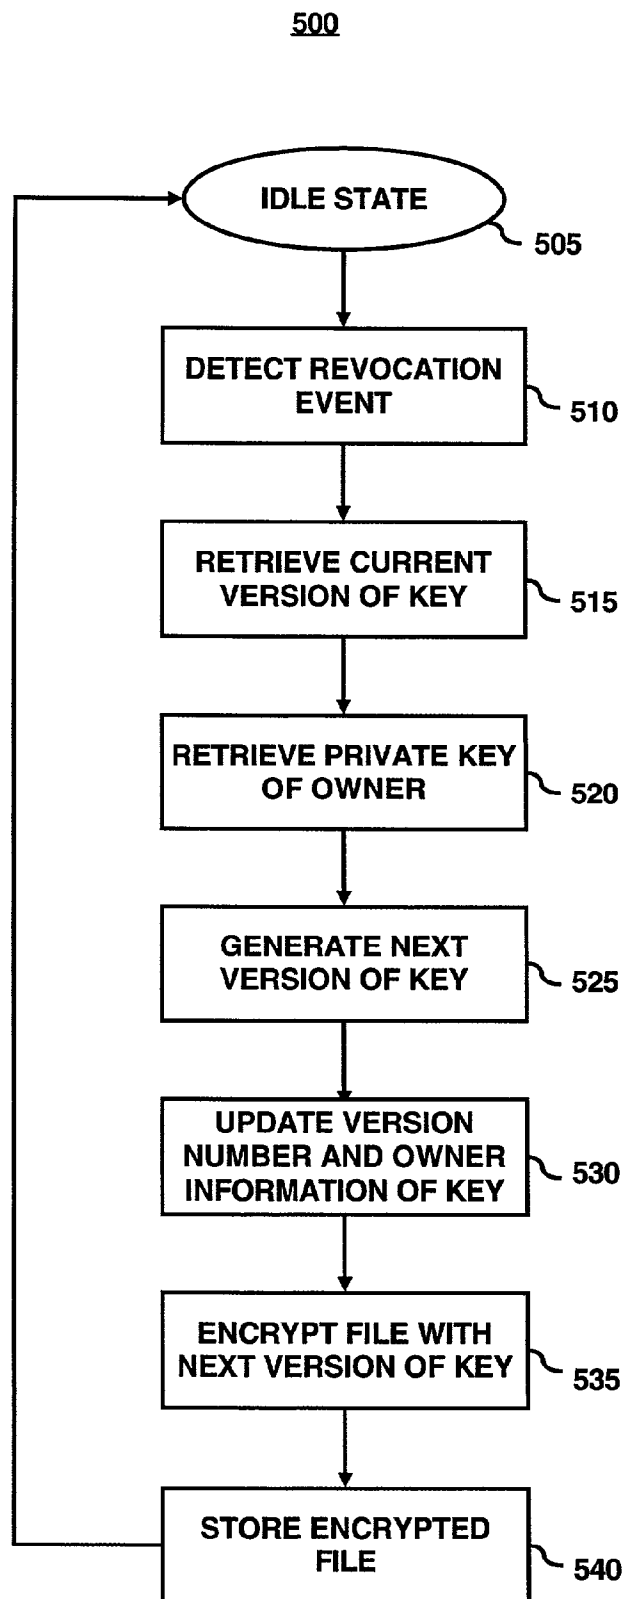 500
IDLE STATE
505
DETECT REVOCATION
EVENT
510
RETRIEVE CURRENT
VERSION OF KEY
515
RETRIEVE PRIVATE KEY
OF OWNER
520
GENERATE NEXT
VERSION OF KEY
525
UPDATE VERSION
NUMBER AND OWNER
INFORMATION OF KEY
530
ENCRYPT FILE WITH
NEXT VERSION OF KEY
535
STORE ENCRYPTED
FILE
540